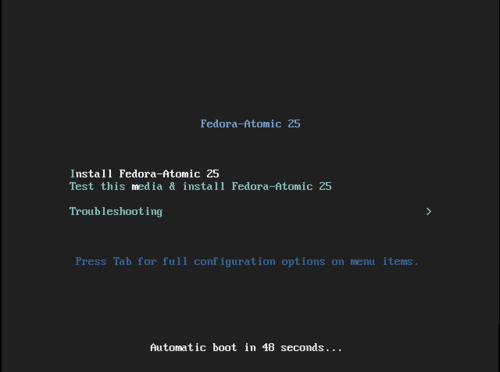 Fedora-Atomic 25
Install Fedora-Atomic 25
Test this media & install Fedora-Atomic 25
Troubleshooting >
Press Tab for full configuration options on menu items.
Automatic boot in 48 seconds...